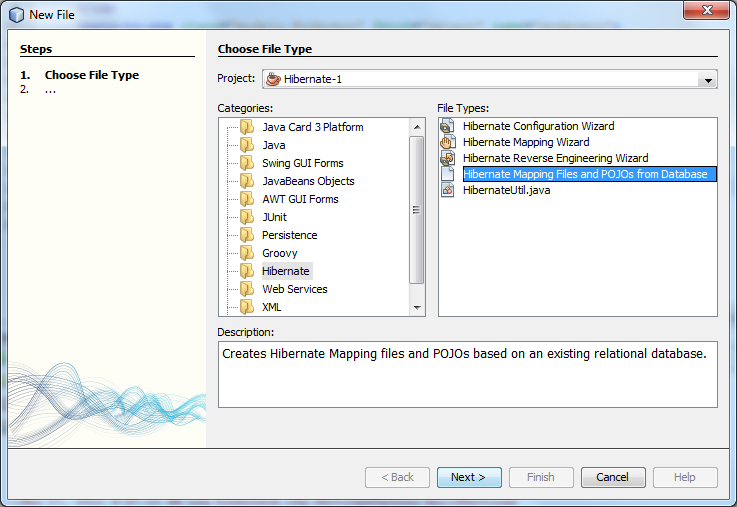 New File
Steps
1. Choose File Type
2. ...
Choose File Type
Project: Hibernate-1
Categories:
Java Card 3 Platform
Java
Swing GUI Forms
JavaBeans Objects
AWT GUI Forms
JUnit
Persistence
Groovy
Hibernate
Web Services
XML
File Types:
Hibernate Configuration Wizard
Hibernate Mapping Wizard
Hibernate Reverse Engineering Wizard
Hibernate Mapping Files and POJOs from Database
HibernateUtil.java
Description:
Creates Hibernate Mapping files and POJOs based on an existing relational database.
< Back Next > Finish Cancel Help